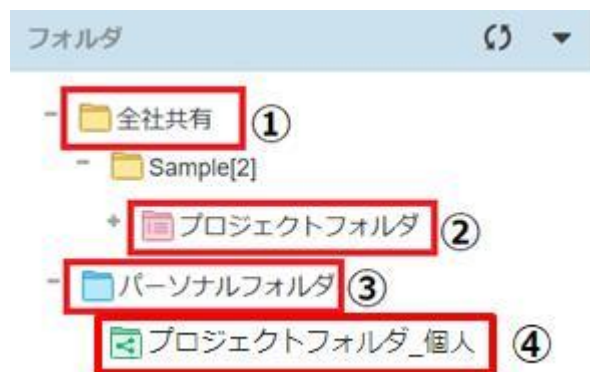 フォルダ
全社共有 ①
Sample[2]
プロジェクトフォルダ ②
パーソナルフォルダ ③
プロジェクトフォルダ_個人 ④